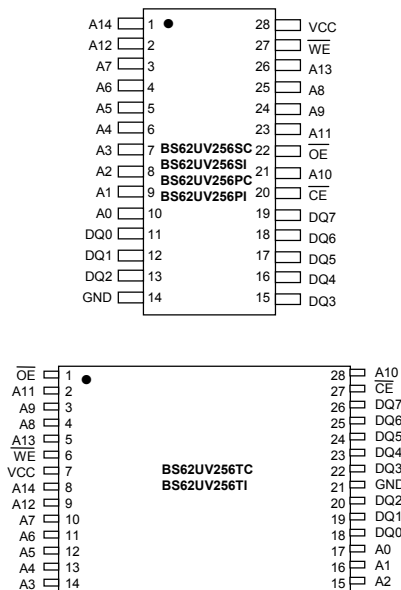 A14 1 28 VCC
A12 2 27 WE
A7 3 26 A13
A6 4 25 A8
A5 5 24 A9
A4 6 23 A11
A3 7 BS62UV256SC 22 OE
A2 8 BS62UV256SI 21 A10
A1 9 BS62UV256PC 20 CE
BS62UV256PI
A0 10 19 DQ7
DQ0 11 18 DQ6
DQ1 12 17 DQ5
DQ2 13 16 DQ4
GND 14 15 DQ3
OE 1 28 A10
A11 2 27 CE
A9 3 26 DQ7
A8 4 25 DQ6
A13 5 24 DQ5
WE 6 23 DQ4
VCC 7 BS62UV256TC 22 DQ3
A14 8 BS62UV256TI 21 GND
A12 9 20 DQ2
A7 10 19 DQ1
A6 11 18 DQ0
A5 12 17 A0
A4 13 16 A1
A3 14 15 A2